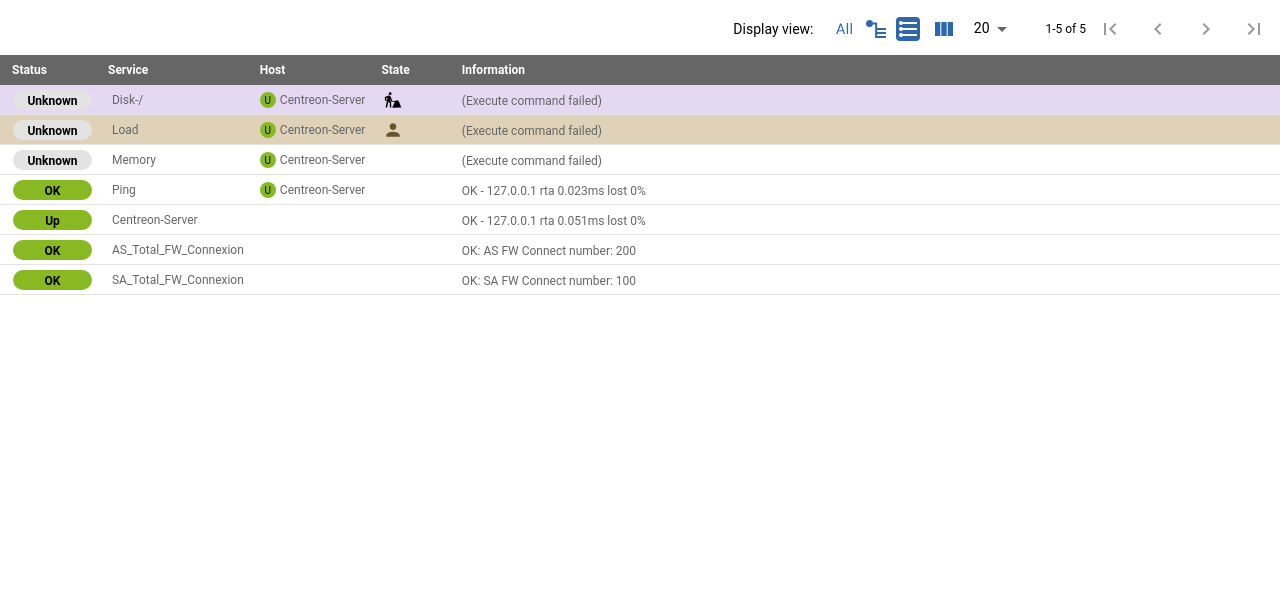 Display view: All 20 1-5 of 5
Status Service Host State Information
Unknown Disk-/ U Centreon-Server (Execute command failed)
Unknown Load U Centreon-Server (Execute command failed)
Unknown Memory U Centreon-Server (Execute command failed)
OK Ping U Centreon-Server OK - 127.0.0.1 rta 0.023ms lost 0%
Up Centreon-Server OK - 127.0.0.1 rta 0.051ms lost 0%
OK AS_Total_FW_Connexion OK: AS FW Connect number: 200
OK SA_Total_FW_Connexion OK: SA FW Connect number: 100